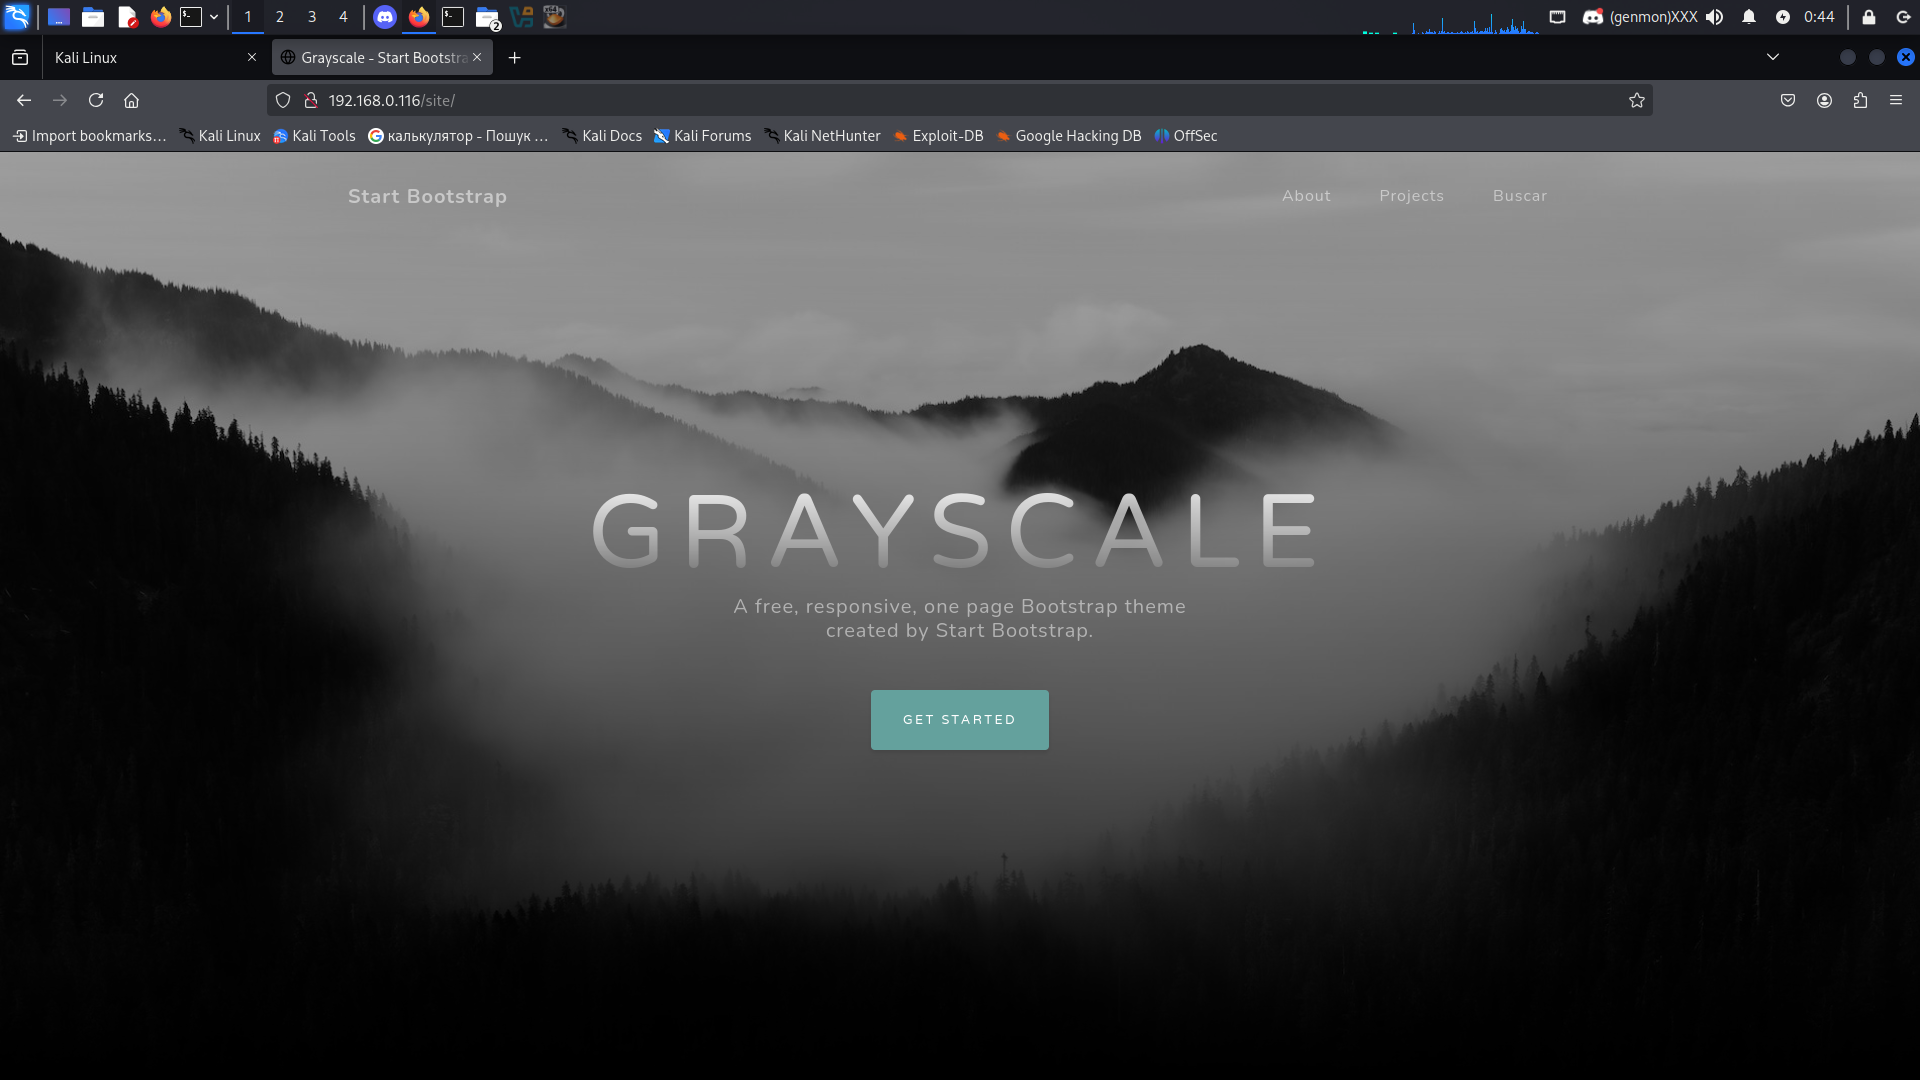 1 2 3 4
2
(genmon)XXX
0:44
Kali Linux
Grayscale - Start Bootstra
192.168.0.116/site/
Import bookmarks… Kali Linux Kali Tools калькулятор - Пошук … Kali Docs Kali Forums Kali NetHunter Exploit-DB Google Hacking DB OffSec
Start Bootstrap
About Projects Buscar
GRAYSCALE
A free, responsive, one page Bootstrap theme
created by Start Bootstrap.
GET STARTED